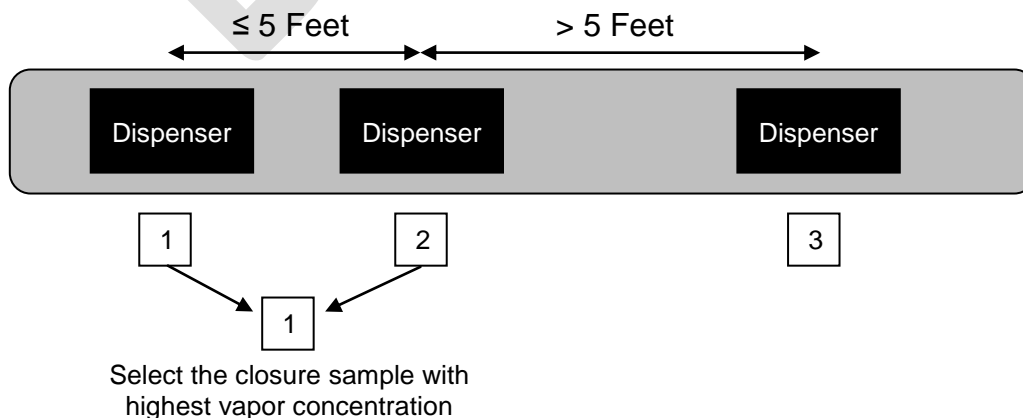 ≤ 5 Feet
> 5 Feet
Dispenser
Dispenser
Dispenser
1
2
3
1
Select the closure sample with
highest vapor concentration